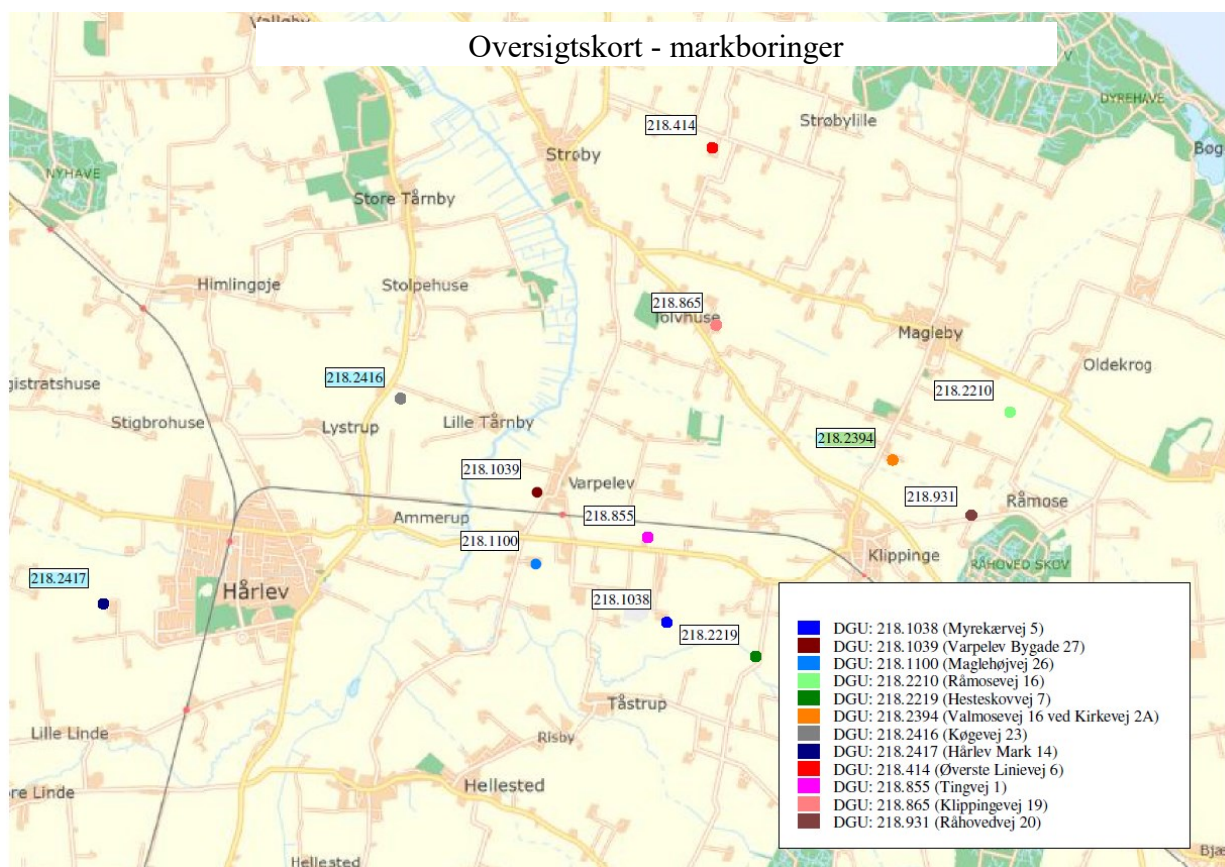 Valløby
Oversigtskort - markboringer
V
DYREHAVE
Strøbylille
218.414
Strøby
Bøg
NYHAVE
Store Tårnby
Himlingøje
Stolpehuse
218.865
Tolvhuse
Magleby
Oldekrog
gistratshuse
218.2416
218.2210
Stigbrohuse
Lystrup
Lille Tårnby
218.2394
218.1039
Varpelev
218.931
Råmose
Ammerup
218.855
218.1100
Klippinge
RÅHOVED SKOV
218.2417
Hårlev
218.1038
218.2219
Tåstrup
Lille Linde
Risby
Hellested
ore Linde
Hellested
Bjæ
DGU: 218.1038 (Myrekærvej 5)
DGU: 218.1039 (Varpelev Bygade 27)
DGU: 218.1100 (Maglehøjvej 26)
DGU: 218.2210 (Råmosevej 16)
DGU: 218.2219 (Hesteskovvej 7)
DGU: 218.2394 (Valmosevej 16 ved Kirkevej 2A)
DGU: 218.2416 (Køgevej 23)
DGU: 218.2417 (Hårlev Mark 14)
DGU: 218.414 (Øverste Linievej 6)
DGU: 218.855 (Tingvej 1)
DGU: 218.865 (Klippingevej 19)
DGU: 218.931 (Råhovedvej 20)